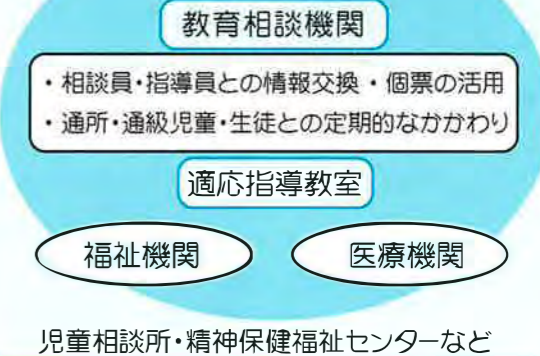 教育相談機関
・相談員・指導員との情報交換・個票の活用
・通所・通級児童・生徒との定期的なかかわり
適応指導教室
福祉機関
医療機関
児童相談所・精神保健福祉センターなど